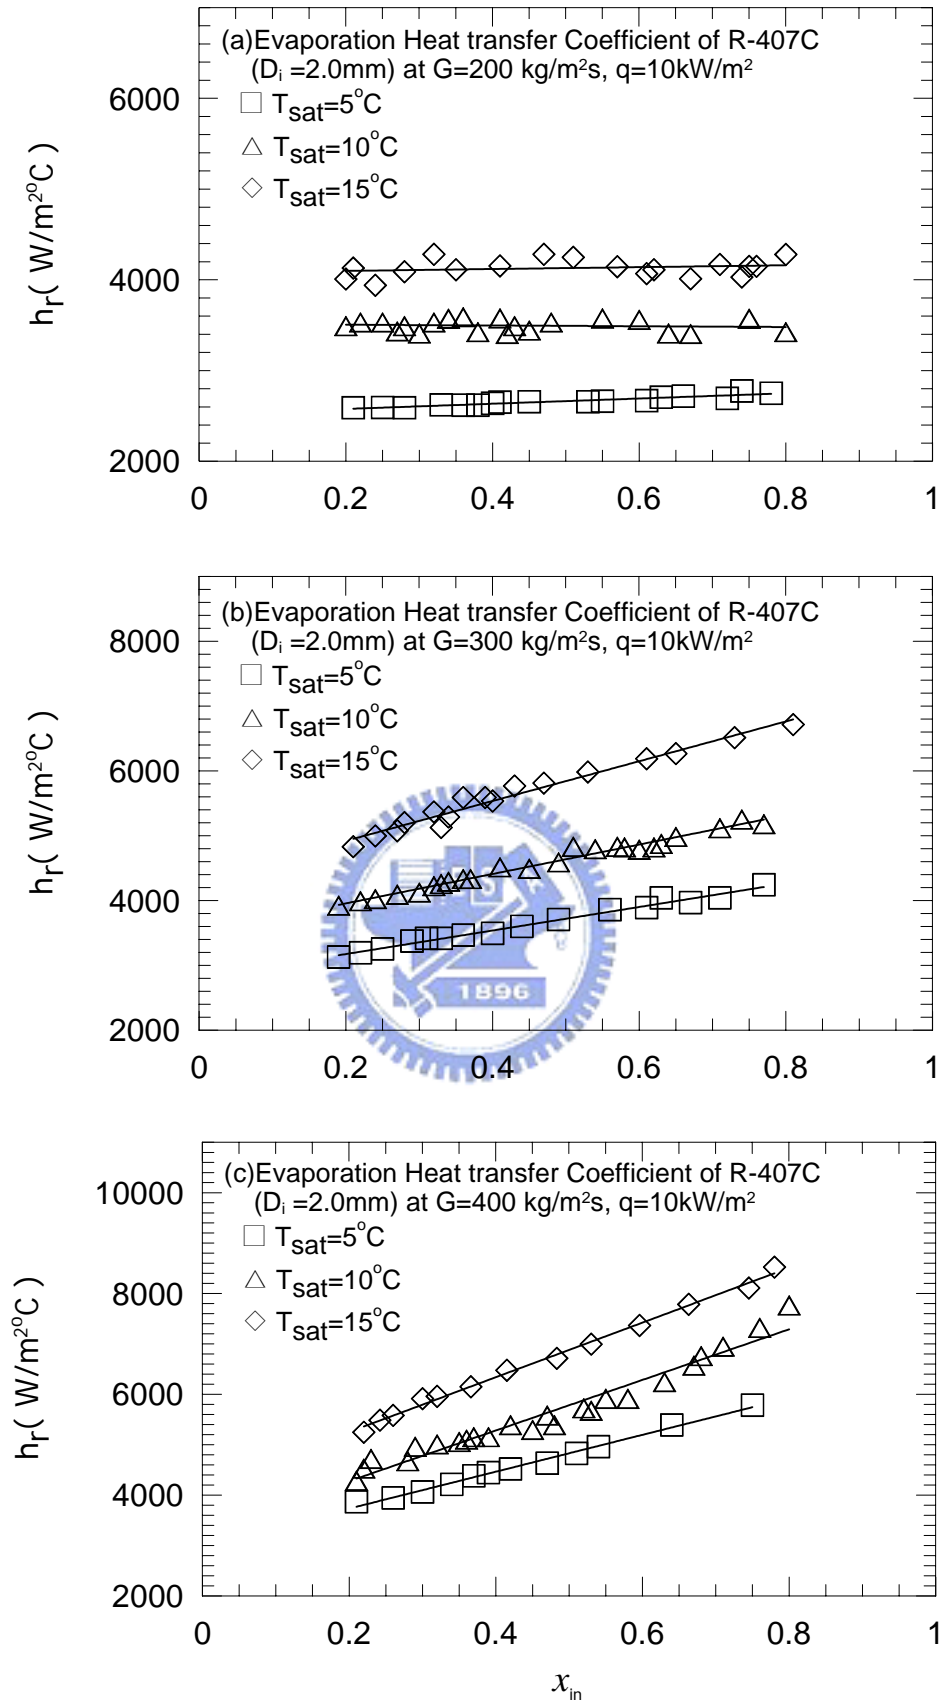 (a)Evaporation Heat transfer Coefficient of R-407C
(Di =2.0mm) at G=200 kg/m²s, q=10kW/m²
Tsat=5°C
Tsat=10°C
Tsat=15°C
hr( W/m²°C )
6000
4000
2000
0 0.2 0.4 0.6 0.8 1
(b)Evaporation Heat transfer Coefficient of R-407C
(Di =2.0mm) at G=300 kg/m²s, q=10kW/m²
Tsat=5°C
Tsat=10°C
Tsat=15°C
hr( W/m²°C )
8000
6000
4000
2000
1896
0 0.2 0.4 0.6 0.8 1
(c)Evaporation Heat transfer Coefficient of R-407C
(Di =2.0mm) at G=400 kg/m²s, q=10kW/m²
Tsat=5°C
Tsat=10°C
Tsat=15°C
hr( W/m²°C )
10000
8000
6000
4000
2000
0 0.2 0.4 0.6 0.8 1
xin